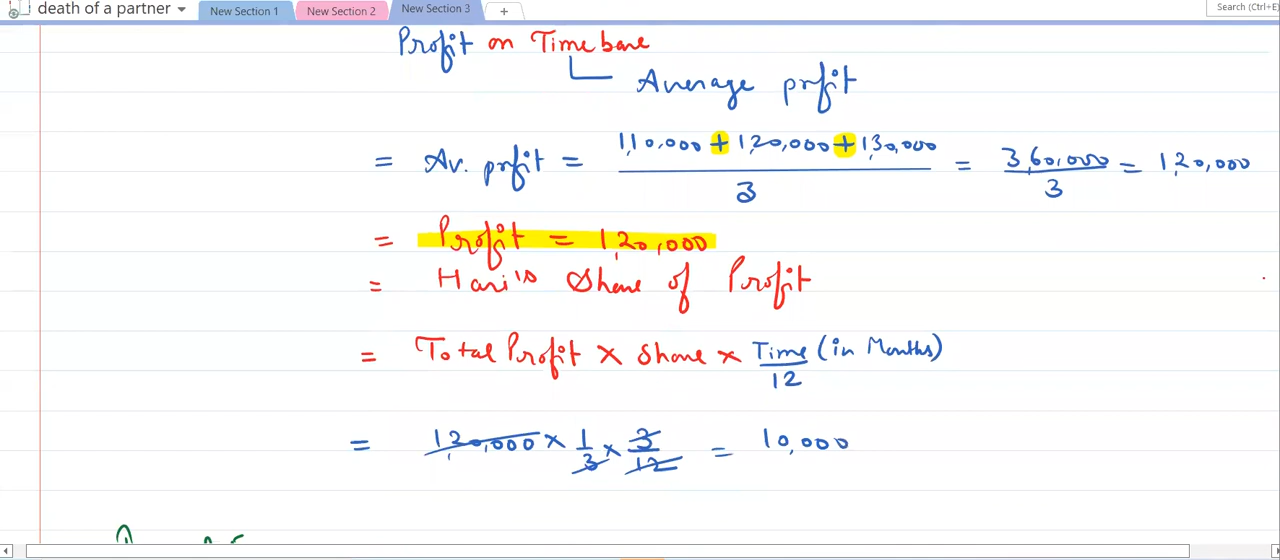 death of a partner
New Section 1 New Section 2 New Section 3 +
Search (Ctrl+E)
Profit on Time base
Average profit
= Av. profit = 1,10,000 + 1,20,000 + 1,30,000 / 3 = 3,60,000 / 3 = 1,20,000
= Profit = 1,20,000
= Hari's Share of Profit
= Total Profit × Share × Time (in Months) / 12
= 1,20,000 × 1/3 × 3/12 = 10,000